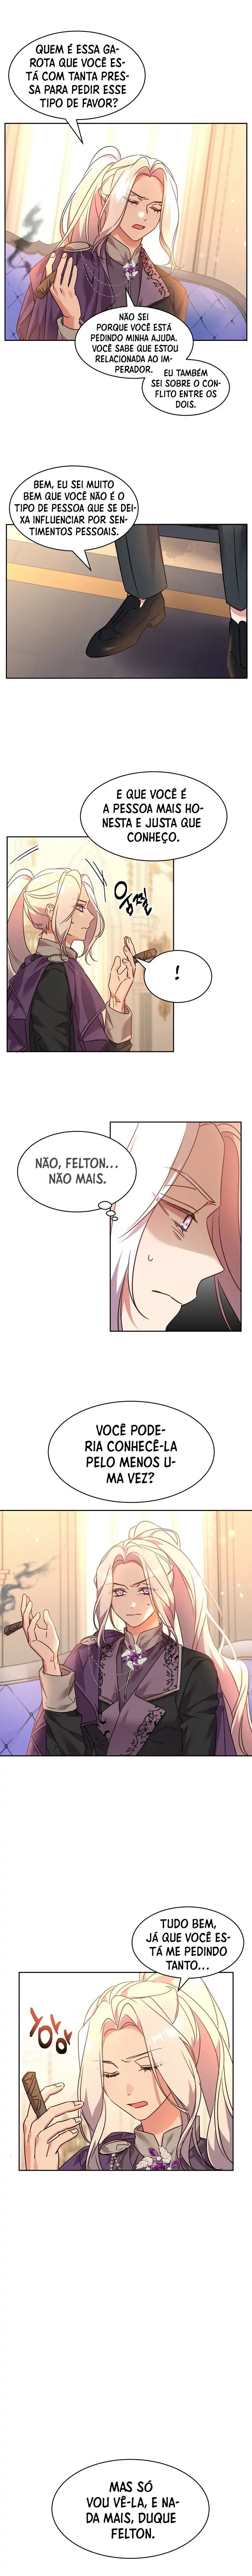 QUEM É ESSA GA-
ROTA QUE VOCÊ ES-
TÁ COM TANTA PRES-
SA PARA PEDIR ESSE
TIPO DE FAVOR?
NÃO SEI
PORQUE VOCÊ ESTÁ
PEDINDO MINHA AJUDA.
VOCÊ SABE QUE ESTOU
RELACIONADA AO IM-
PERADOR.
EU TAMBÉM
SEI SOBRE O CON-
FLITO ENTRE OS
DOIS.
BEM, EU SEI MUITO
BEM QUE VOCÊ NÃO É O
TIPO DE PESSOA QUE SE DEI-
XA INFLUENCIAR POR SEN-
TIMENTOS PESSOAIS.
E QUE VOCÊ É
A PESSOA MAIS HO-
NESTA E JUSTA QUE
CONHEÇO.
!
NÃO, FELTON...
NÃO MAIS.
VOCÊ PODE-
RIA CONHECÊ-LA
PELO MENOS U-
MA VEZ?
TUDO BEM,
JÁ QUE VOCÊ ES-
TÁ ME PEDINDO
TANTO...
MAS SÓ
VOU VÊ-LA, E NA-
DA MAIS, DUQUE
FELTON.